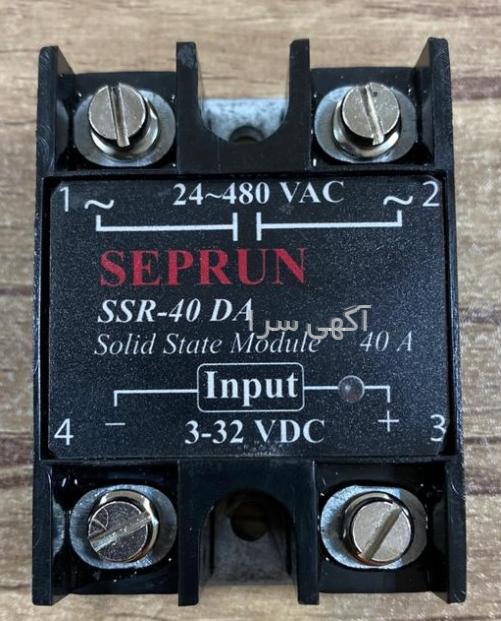 24~480 VAC
1 ~ ~ 2
SEPRUN
SSR-40 DA
آگهی سرا
Solid State Module 40 A
Input
4 − + 3
3-32 VDC